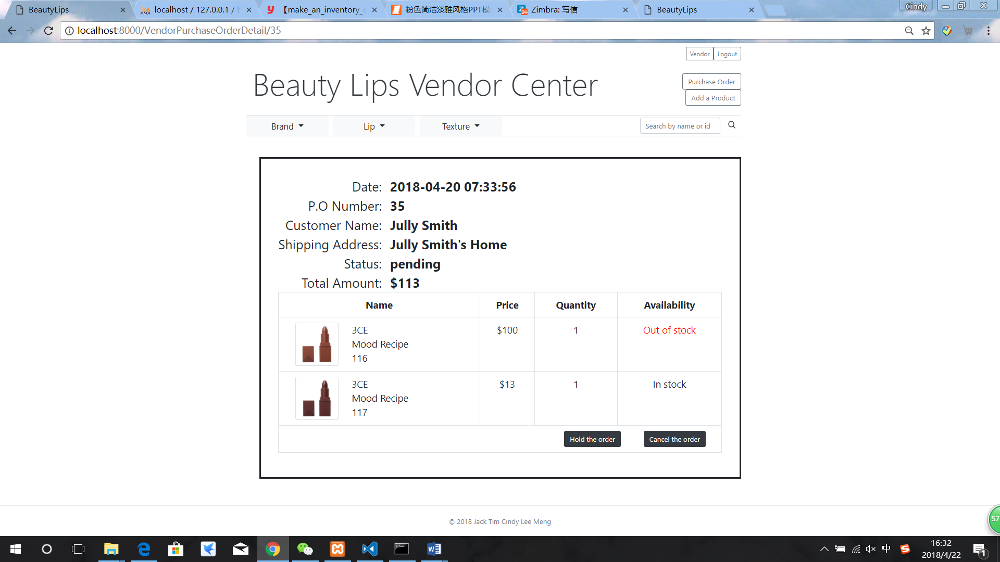 BeautyLips
localhost / 127.0.0.1 / b
【make_an_inventory_c
粉色简洁淡雅风格PPT模
Zimbra: 写信
BeautyLips
Cindy
localhost:8000/VendorPurchaseOrderDetail/35
Vendor
Logout
Beauty Lips Vendor Center
Purchase Order
Add a Product
Brand
Lip
Texture
Search by name or id
Date: 2018-04-20 07:33:56
P.O Number: 35
Customer Name: Jully Smith
Shipping Address: Jully Smith's Home
Status: pending
Total Amount: $113
Name Price Quantity Availability
3CE $100 1 Out of stock
Mood Recipe
116
3CE $13 1 In stock
Mood Recipe
117
Hold the order
Cancel the order
© 2018 Jack Tim Cindy Lee Meng
57
中
16:32
2018/4/22
1